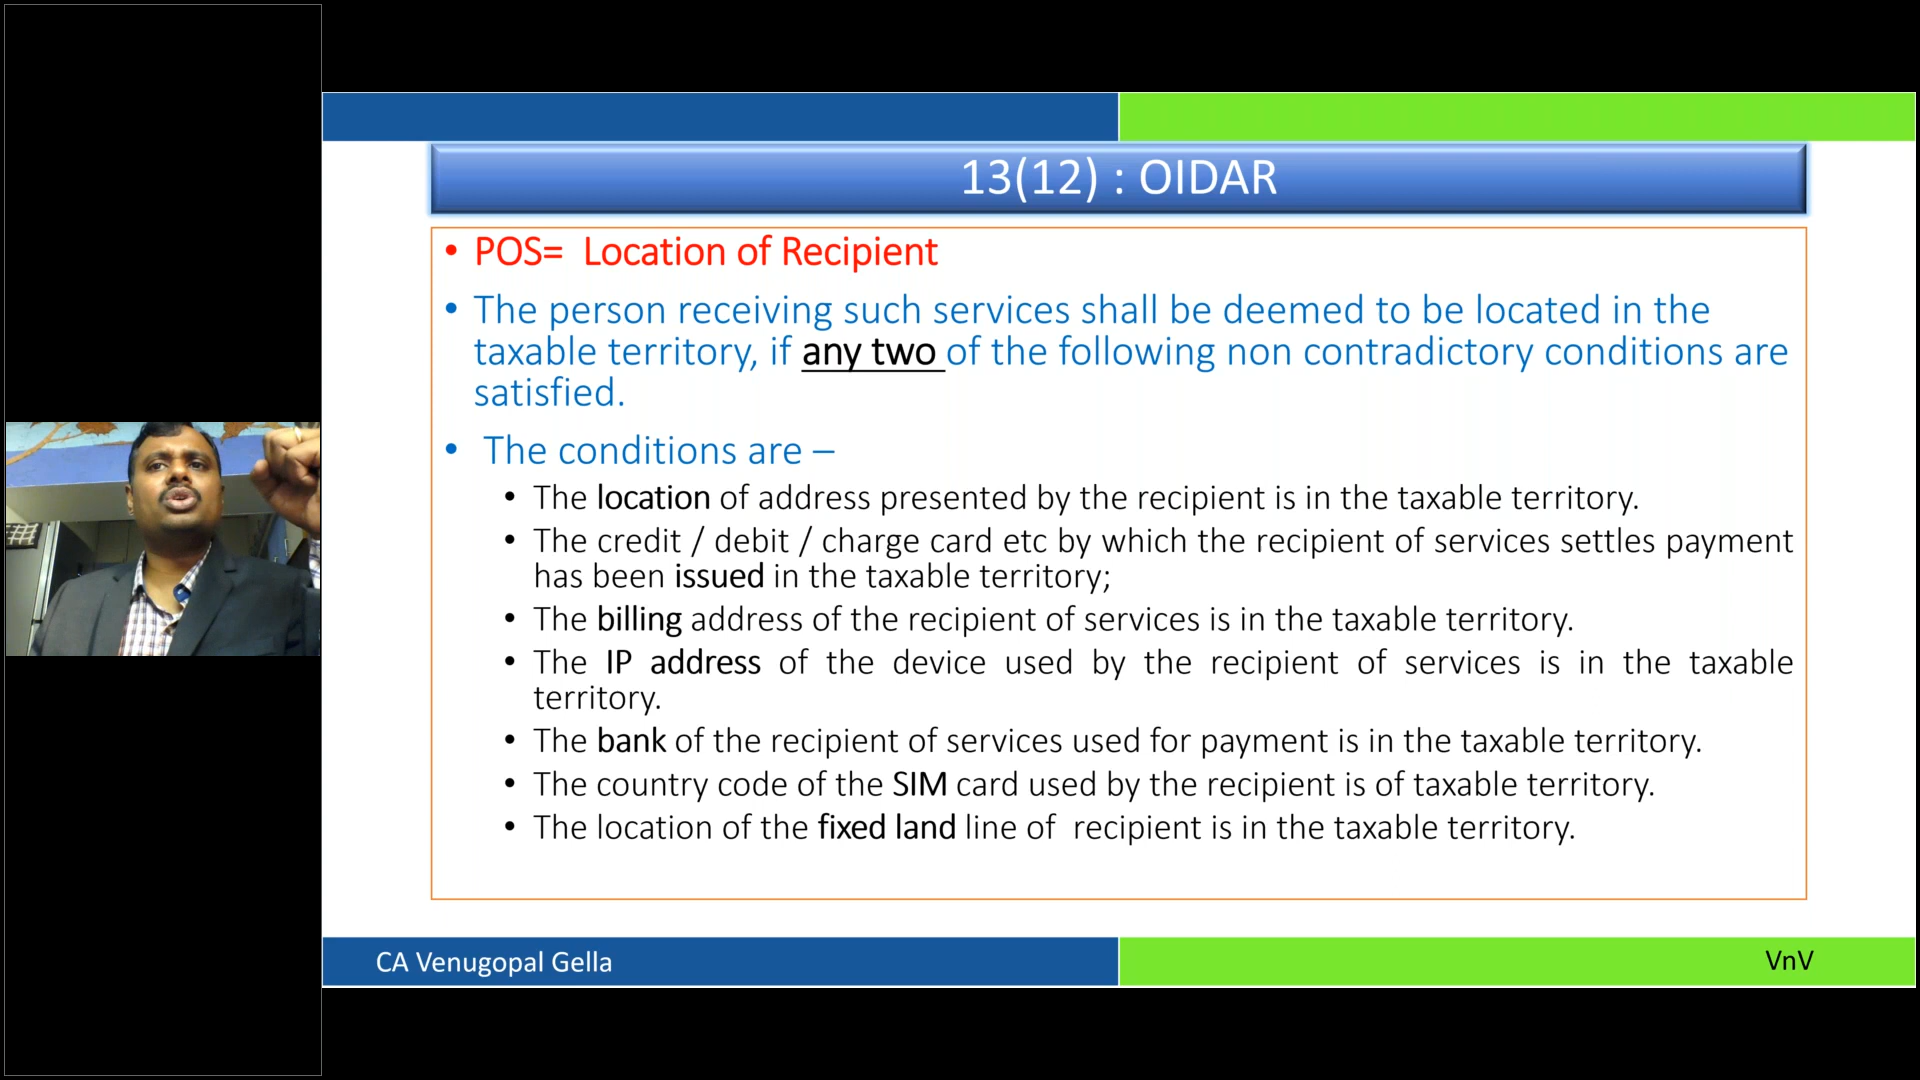 13(12) : OIDAR
• POS= Location of Recipient
• The person receiving such services shall be deemed to be located in the
taxable territory, if any two of the following non contradictory conditions are
satisfied.
• The conditions are –
• The location of address presented by the recipient is in the taxable territory.
• The credit / debit / charge card etc by which the recipient of services settles payment
has been issued in the taxable territory;
• The billing address of the recipient of services is in the taxable territory.
• The IP address of the device used by the recipient of services is in the taxable
territory.
• The bank of the recipient of services used for payment is in the taxable territory.
• The country code of the SIM card used by the recipient is of taxable territory.
• The location of the fixed land line of recipient is in the taxable territory.
CA Venugopal Gella
VnV